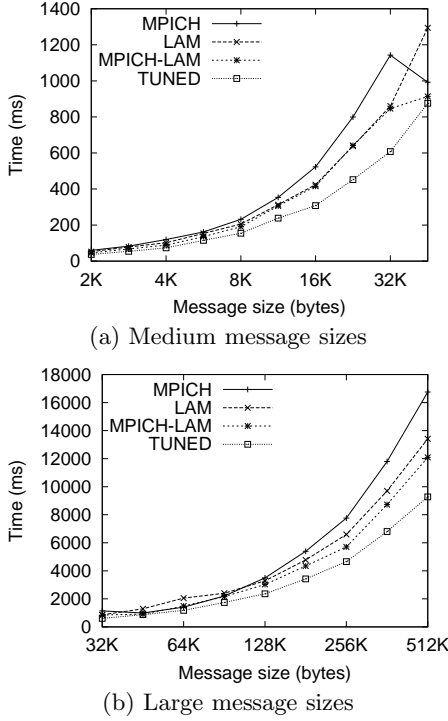 1400
1200
1000
800
600
400
200
0
Time (ms)
MPICH
LAM
MPICH-LAM
TUNED
2K 4K 8K 16K 32K
Message size (bytes)
(a) Medium message sizes
18000
16000
14000
12000
10000
8000
6000
4000
2000
0
Time (ms)
MPICH
LAM
MPICH-LAM
TUNED
32K 64K 128K 256K 512K
Message size (bytes)
(b) Large message sizes